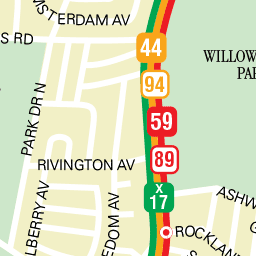 MSTERDAM AV
S RD
44
WILLOW
PAR
94
PARK DR N
59
RIVINGTON AV
89
X
17
ASHW
LBERRY AV
EDOM AV
ROCKLAN